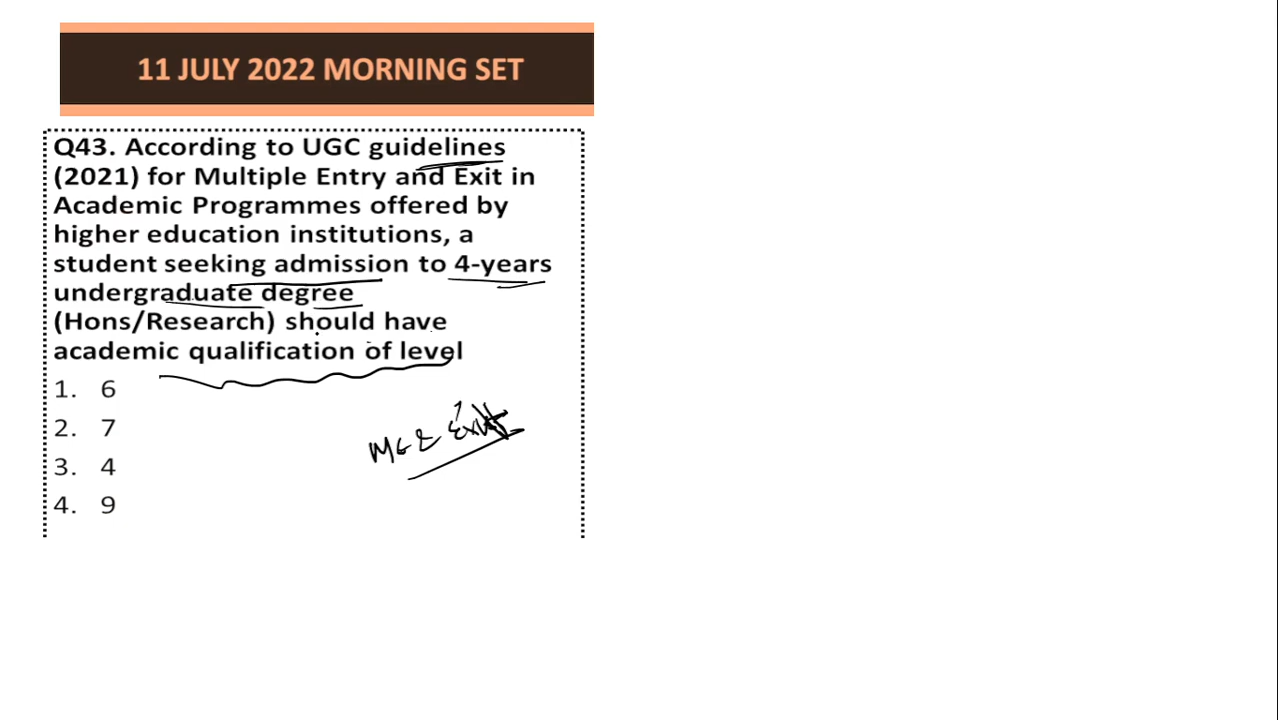 11 JULY 2022 MORNING SET
Q43. According to UGC guidelines
(2021) for Multiple Entry and Exit in
Academic Programmes offered by
higher education institutions, a
student seeking admission to 4-years
undergraduate degree
(Hons/Research) should have
academic qualification of level
1. 6
2. 7
3. 4
4. 9